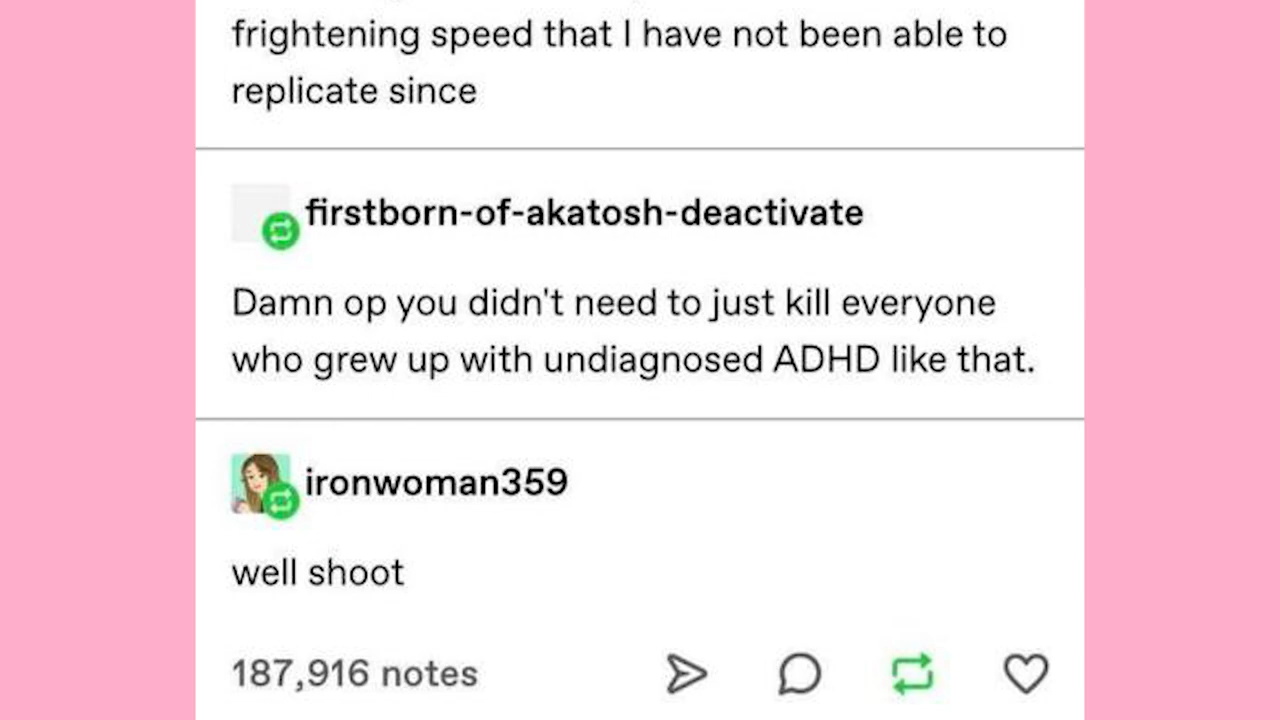 frightening speed that I have not been able to
replicate since
firstborn-of-akatosh-deactivate
Damn op you didn't need to just kill everyone
who grew up with undiagnosed ADHD like that.
ironwoman359
well shoot
187,916 notes